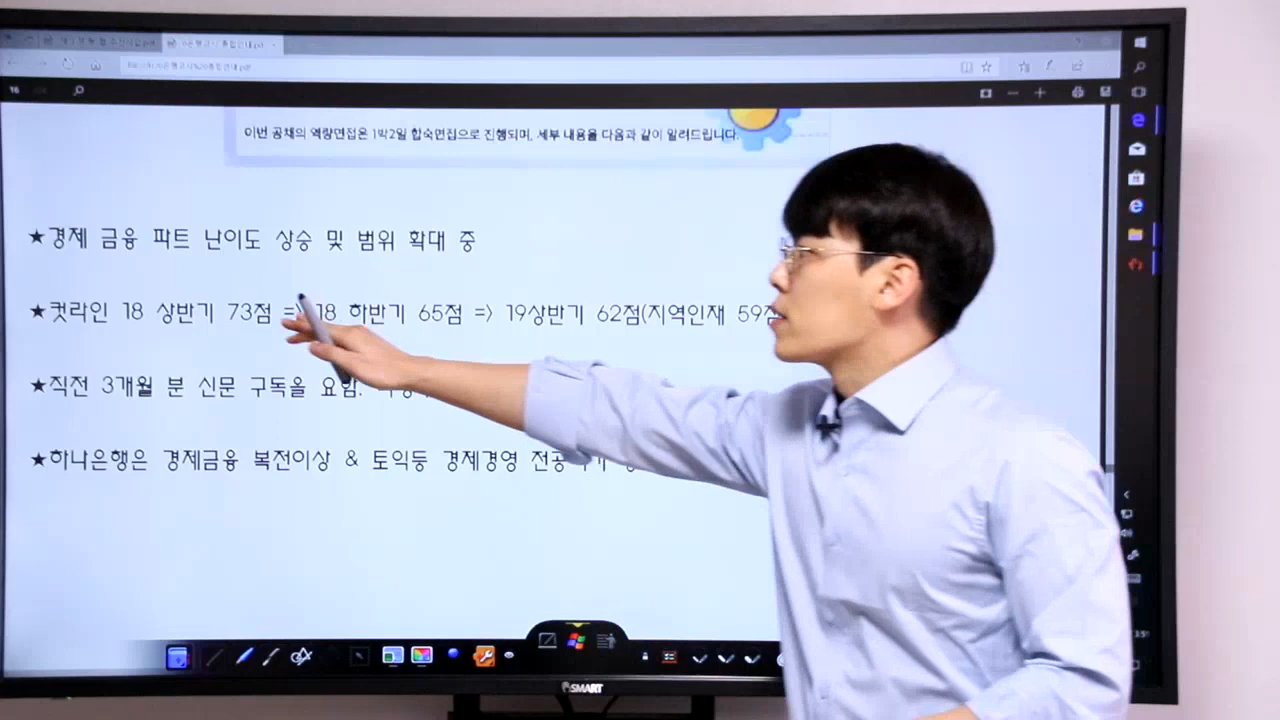 16
이번 공채의 역량면접은 1박2일 합숙면접으로 진행되며, 세부 내용을 다음과 같이 알려드립니다.
★경제 금융 파트 난이도 상승 및 범위 확대 중
★컷라인 18 상반기 73점 => 18 하반기 65점 => 19상반기 62점(지역인재 59점
★직전 3개월 분 신문 구독을 요함.
★하나은행은 경제금융 복전이상 & 토익등 경제경영 전공
SMART